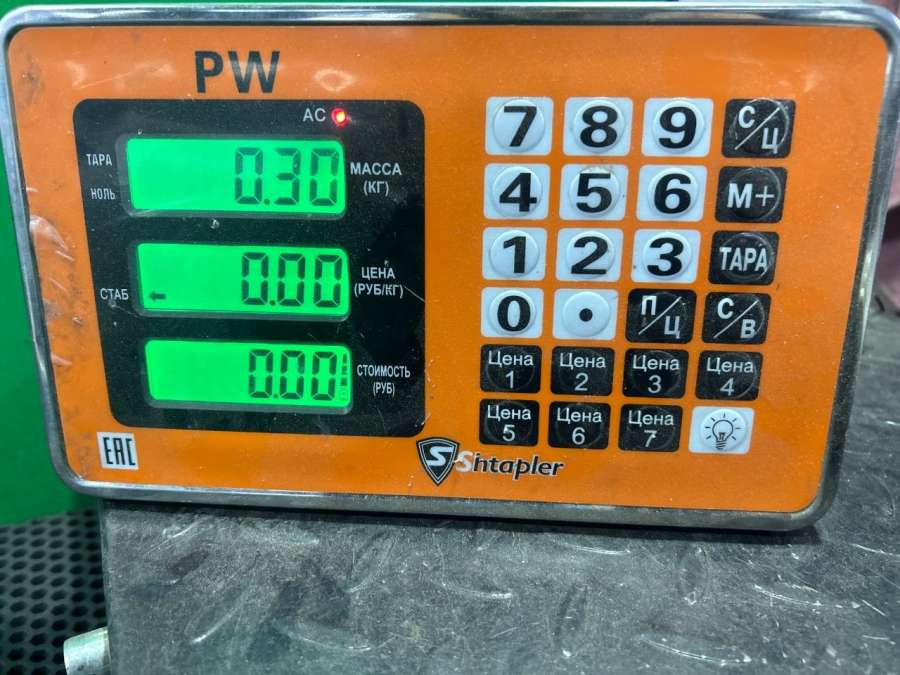 PW
AC
ТАРА
НОЛЬ
0.30
МАССА
(КГ)
СТАБ
0.00
ЦЕНА
(РУБ/КГ)
0.00
СТОИМОСТЬ
(РУБ)
7 8 9 С/Ц
4 5 6 М+
1 2 3 ТАРА
0 . П/Ц С/В
Цена 1 Цена 2 Цена 3 Цена 4
Цена 5 Цена 6 Цена 7
EAC
S Shtapler